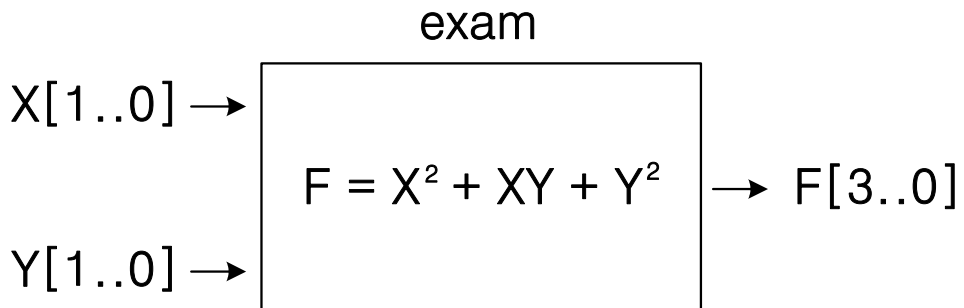 exam
X[1..0]
F = X² + XY + Y²
F[3..0]
Y[1..0]